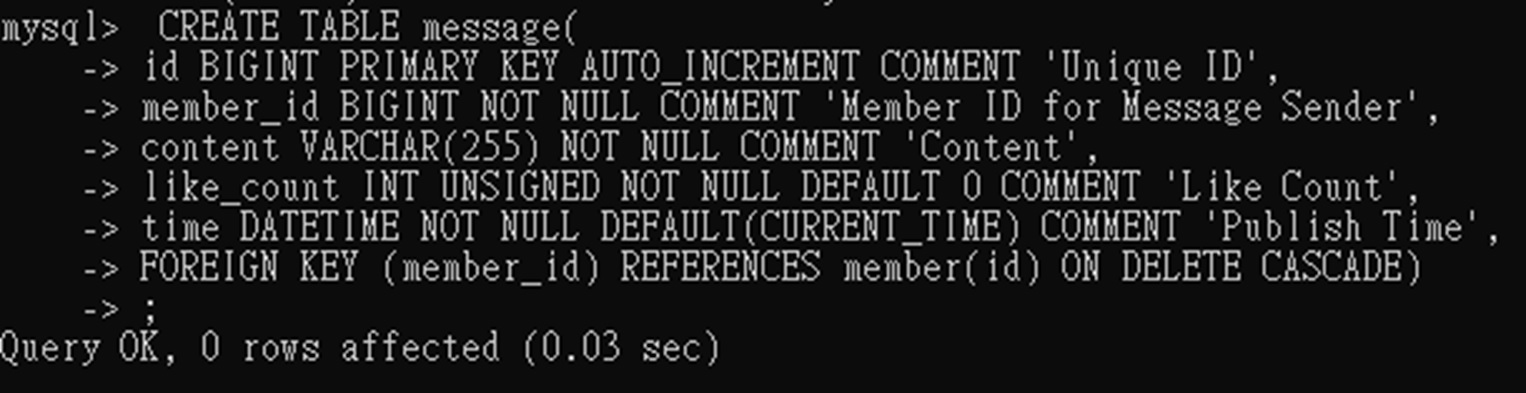 mysql>  CREATE TABLE message(
    -> id BIGINT PRIMARY KEY AUTO_INCREMENT COMMENT 'Unique ID',
    -> member_id BIGINT NOT NULL COMMENT 'Member ID for Message Sender',
    -> content VARCHAR(255) NOT NULL COMMENT 'Content',
    -> like_count INT UNSIGNED NOT NULL DEFAULT 0 COMMENT 'Like Count',
    -> time DATETIME NOT NULL DEFAULT(CURRENT_TIME) COMMENT 'Publish Time',
    -> FOREIGN KEY (member_id) REFERENCES member(id) ON DELETE CASCADE)
    -> ;
Query OK, 0 rows affected (0.03 sec)